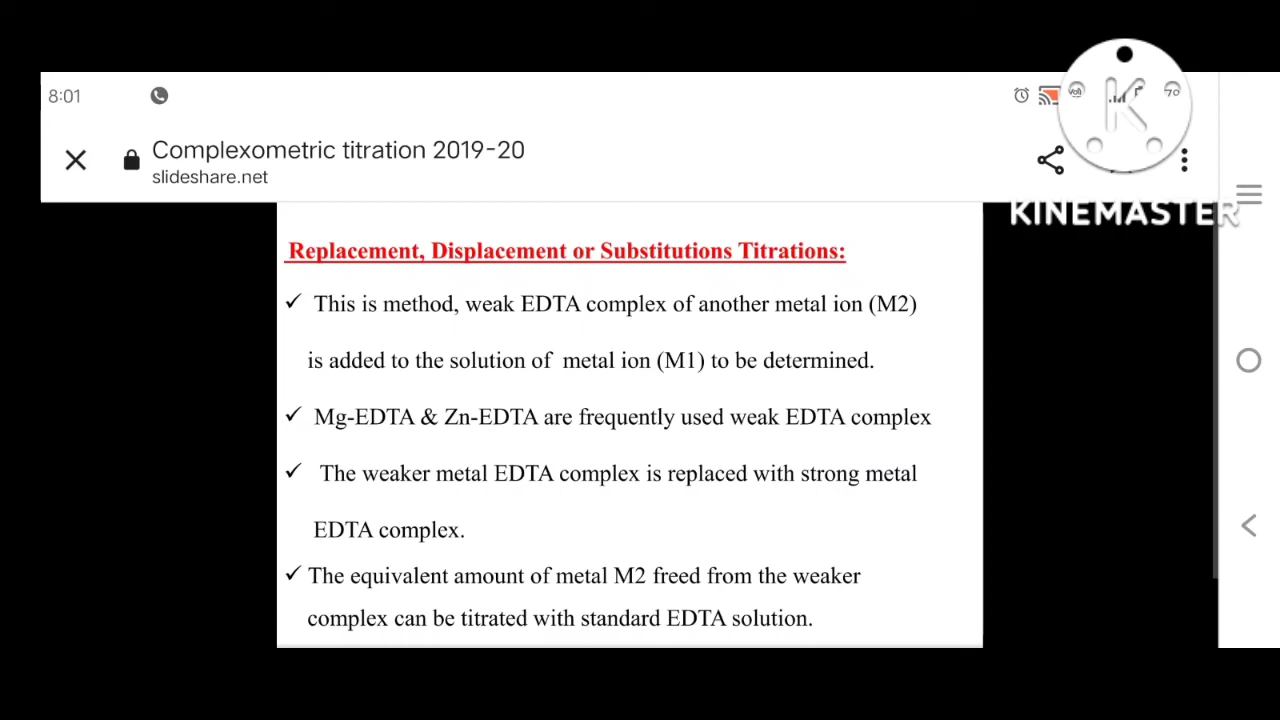 8:01
Complexometric titration 2019-20
slideshare.net
KINEMASTER
Replacement, Displacement or Substitutions Titrations:
✓ This is method, weak EDTA complex of another metal ion (M2)
is added to the solution of metal ion (M1) to be determined.
✓ Mg-EDTA & Zn-EDTA are frequently used weak EDTA complex
✓ The weaker metal EDTA complex is replaced with strong metal
EDTA complex.
✓ The equivalent amount of metal M2 freed from the weaker
complex can be titrated with standard EDTA solution.